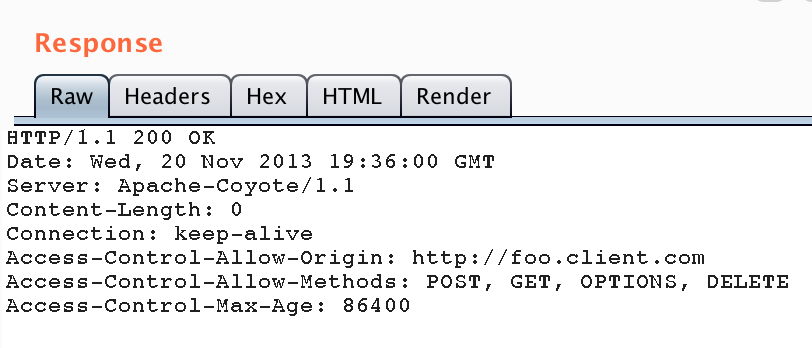 Response
Raw Headers Hex HTML Render
HTTP/1.1 200 OK
Date: Wed, 20 Nov 2013 19:36:00 GMT
Server: Apache-Coyote/1.1
Content-Length: 0
Connection: keep-alive
Access-Control-Allow-Origin: http://foo.client.com
Access-Control-Allow-Methods: POST, GET, OPTIONS, DELETE
Access-Control-Max-Age: 86400